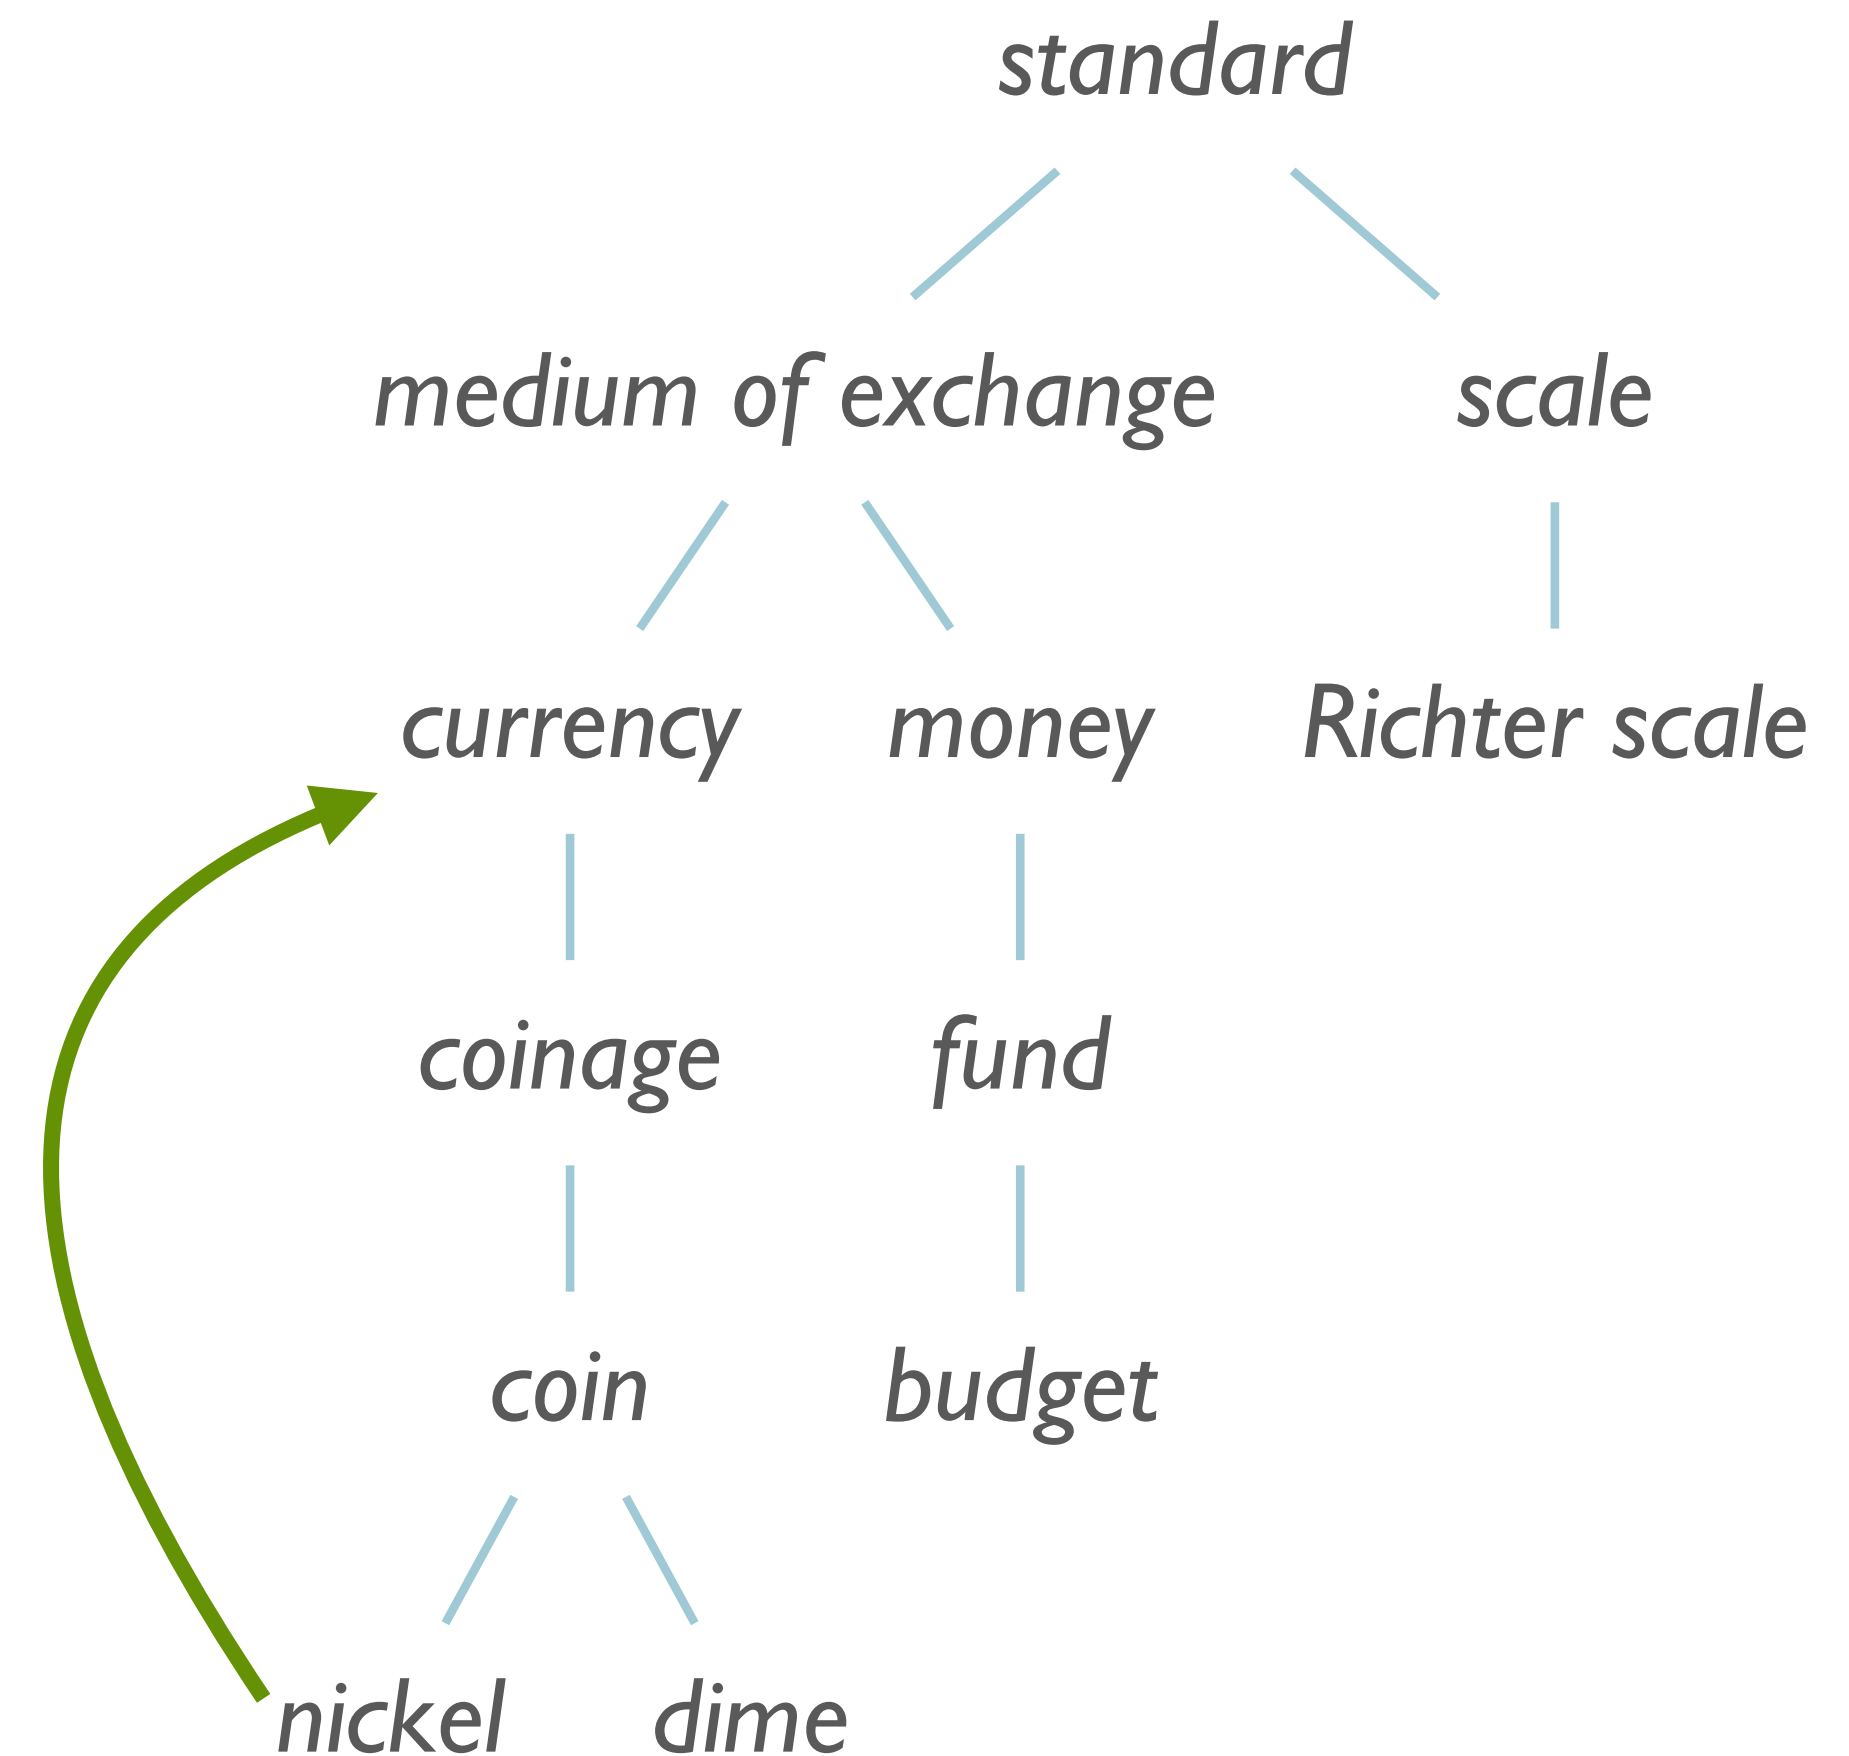 standard
medium of exchange scale
currency money Richter scale
coinage fund
coin budget
nickel dime